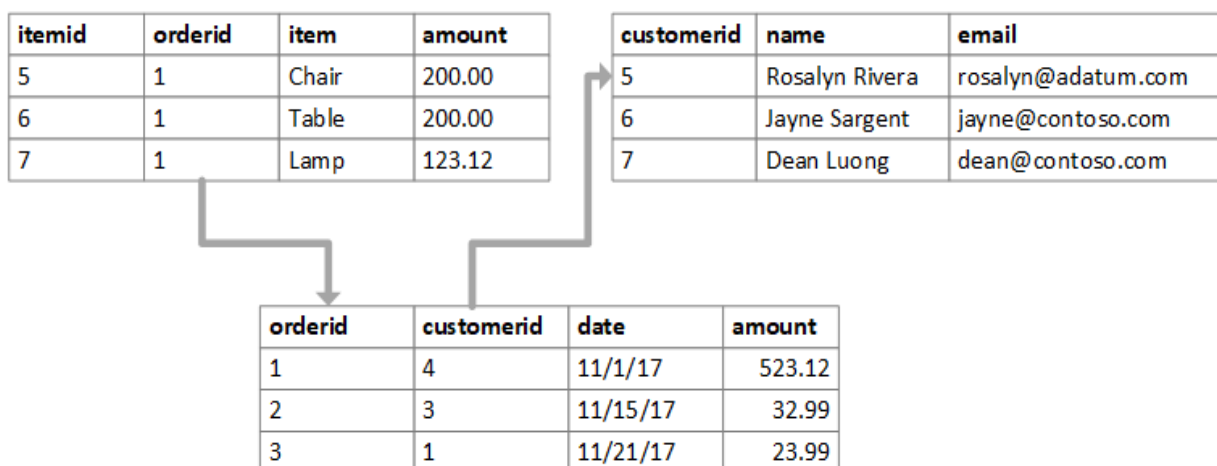 itemid orderid item amount
5 1 Chair 200.00
6 1 Table 200.00
7 1 Lamp 123.12
customerid name email
5 Rosalyn Rivera rosalyn@adatum.com
6 Jayne Sargent jayne@contoso.com
7 Dean Luong dean@contoso.com
orderid customerid date amount
1 4 11/1/17 523.12
2 3 11/15/17 32.99
3 1 11/21/17 23.99